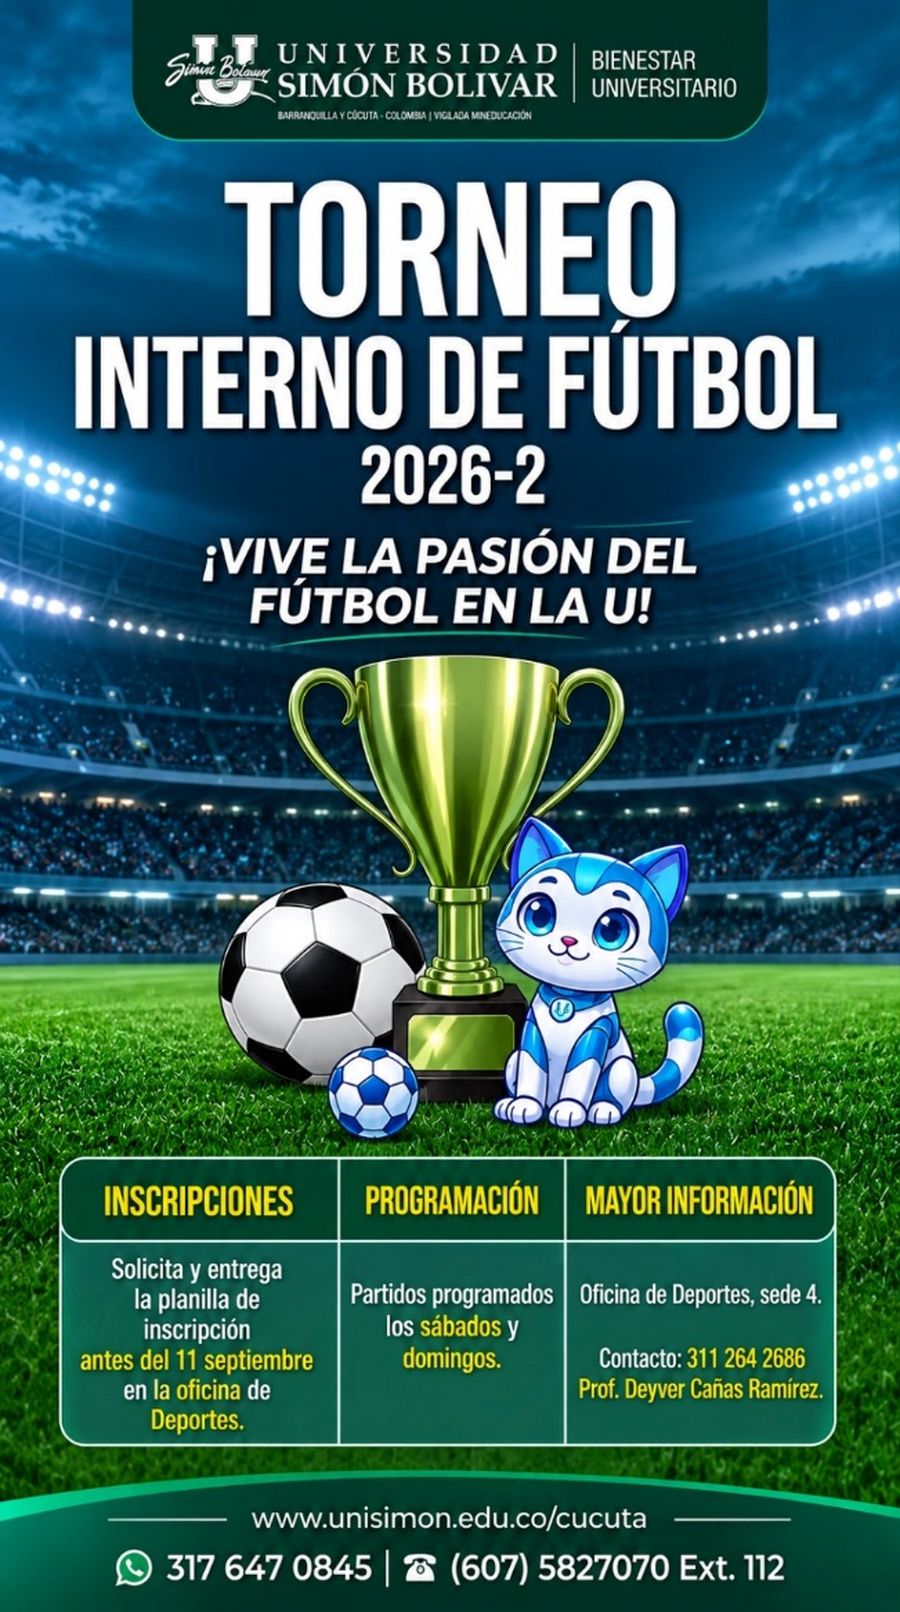 Simón Bolívar
UNIVERSIDAD
SIMÓN BOLIVAR
BARRANQUILLA Y CÚCUTA - COLOMBIA | VIGILADA MINEDUCACIÓN
BIENESTAR
UNIVERSITARIO
TORNEO
INTERNO DE FÚTBOL
2026-2
¡VIVE LA PASIÓN DEL
FÚTBOL EN LA U!
INSCRIPCIONES
Solicita y entrega
la planilla de
inscripción
antes del 11 septiembre
en la oficina de
Deportes.
PROGRAMACIÓN
Partidos programados
los sábados y
domingos.
MAYOR INFORMACIÓN
Oficina de Deportes, sede 4.
Contacto: 311 264 2686
Prof. Deyver Cañas Ramírez.
www.unisimon.edu.co/cucuta
317 647 0845 | (607) 5827070 Ext. 112